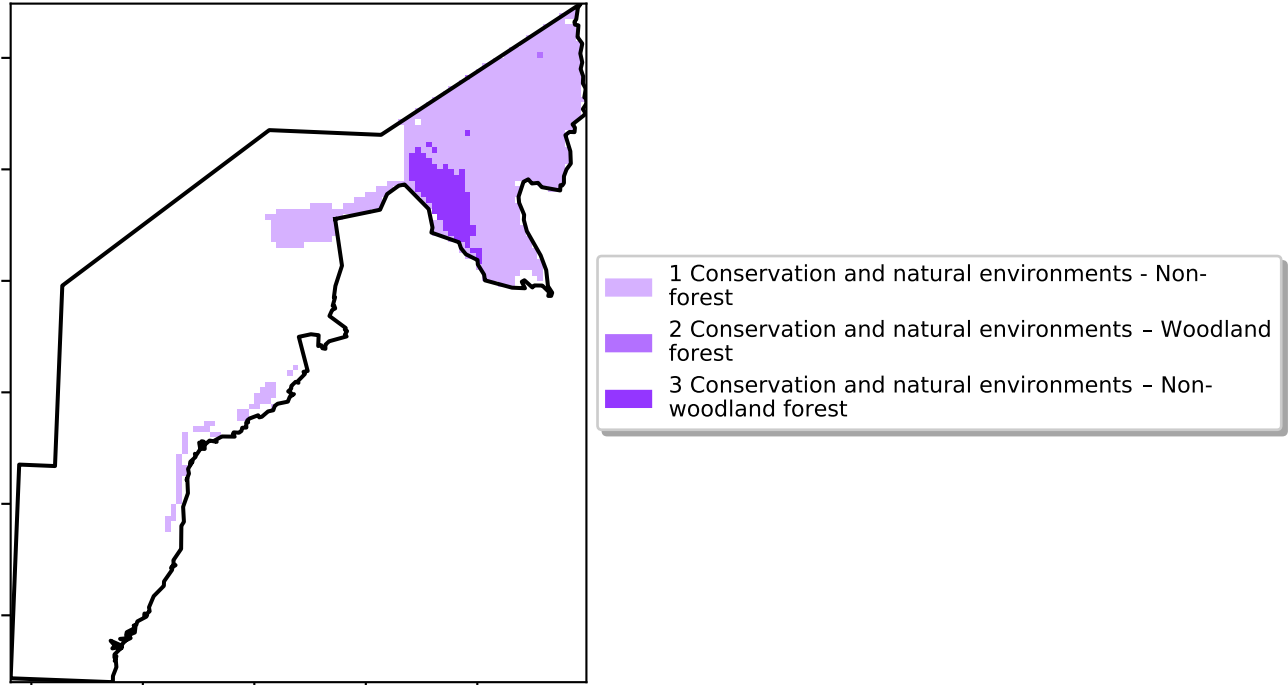 1 Conservation and natural environments - Non-
forest
2 Conservation and natural environments – Woodland
forest
3 Conservation and natural environments – Non-
woodland forest